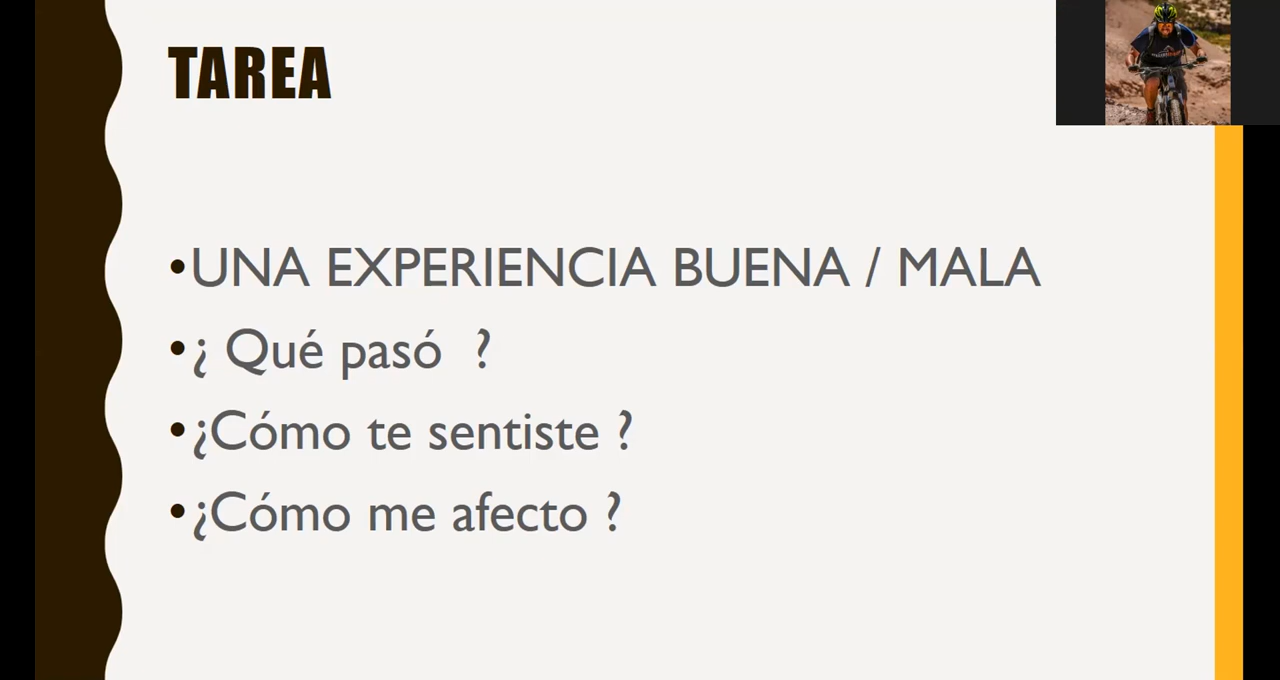 TAREA
•UNA EXPERIENCIA BUENA / MALA
•¿ Qué pasó ?
•¿Cómo te sentiste ?
•¿Cómo me afecto ?